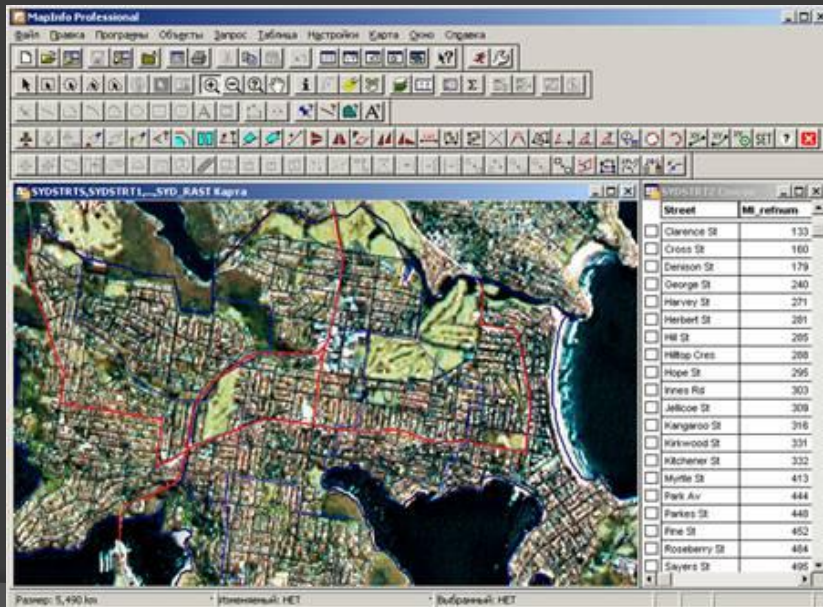 MapInfo Professional
Файл Правка Программы Объекты Запрос Таблица Настройки Карта Окно Справка
SET ?
SYDSTRTS,SYDSTRT1,...,SYD_RAST Карта
SYDSTRT2 Список
Street MI_refnum
Clarence St 133
Cross St 160
Denison St 179
George St 240
Harvey St 271
Herbert St 281
Hill St 285
Hilltop Cres 288
Hope St 295
Innes Rd 303
Jellicoe St 309
Kangaroo St 316
Kirkwood St 331
Kitchener St 332
Myrtle St 413
Park Av 444
Parkes St 448
Pine St 452
Roseberry St 484
Sayers St 495
Размер: 5,490 km Изменяемый: НЕТ Выбранный: НЕТ